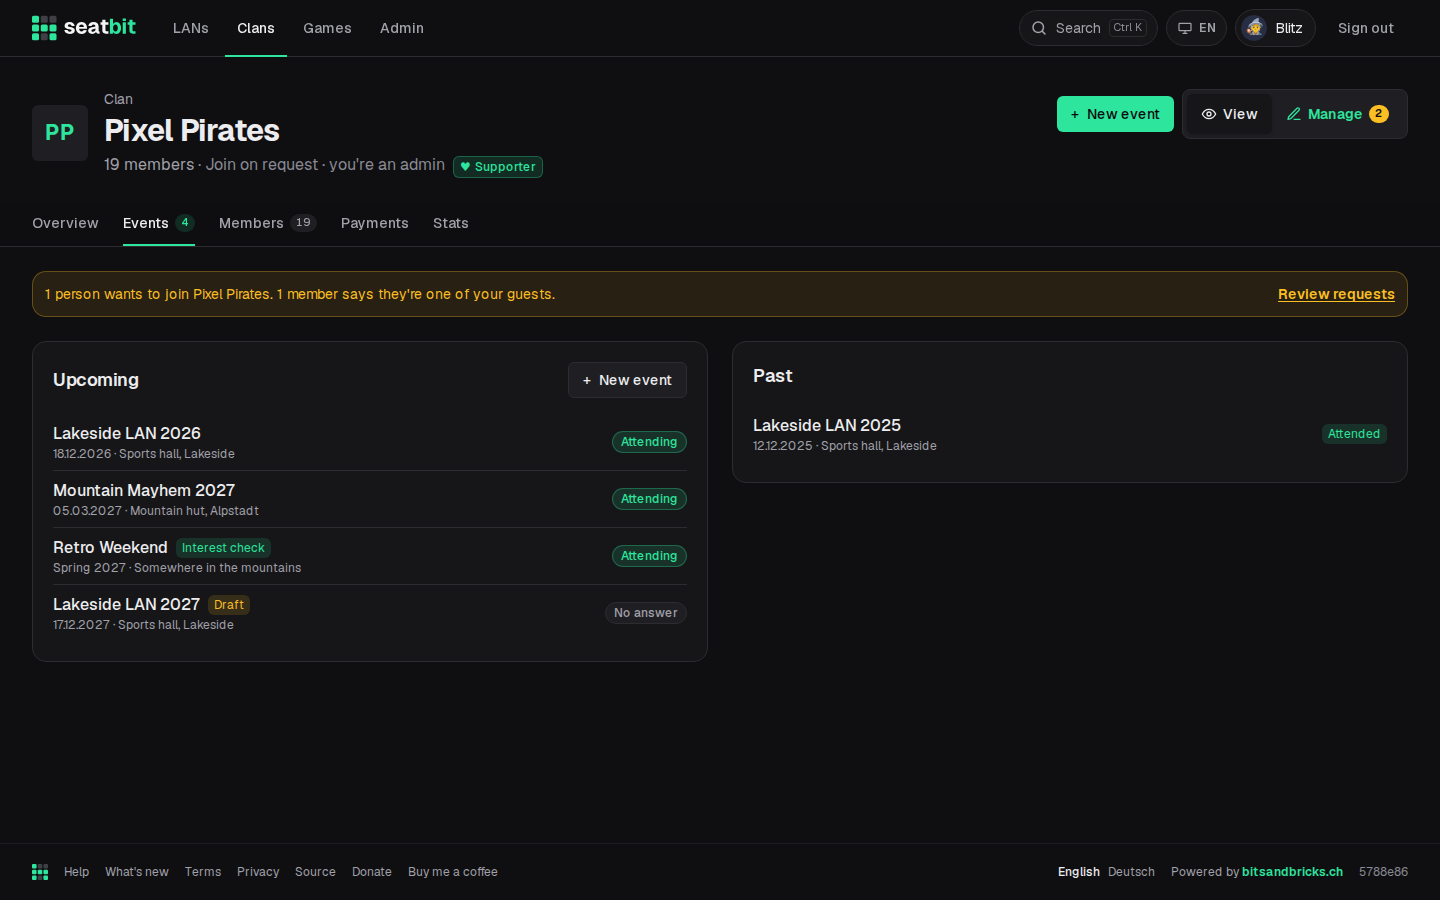 seatbit LANs Clans Games Admin Search Ctrl K EN Blitz Sign out
Clan
PP Pixel Pirates
+ New event View Manage 2
19 members · Join on request · you're an admin ♥ Supporter
Overview Events 4 Members 19 Payments Stats
1 person wants to join Pixel Pirates. 1 member says they're one of your guests. Review requests
Upcoming + New event
Lakeside LAN 2026
18.12.2026 · Sports hall, Lakeside
Attending
Mountain Mayhem 2027
05.03.2027 · Mountain hut, Alpstadt
Attending
Retro Weekend Interest check
Spring 2027 · Somewhere in the mountains
Attending
Lakeside LAN 2027 Draft
17.12.2027 · Sports hall, Lakeside
No answer
Past
Lakeside LAN 2025
12.12.2025 · Sports hall, Lakeside
Attended
Help What's new Terms Privacy Source Donate Buy me a coffee English Deutsch Powered by bitsandbricks.ch 5788e86